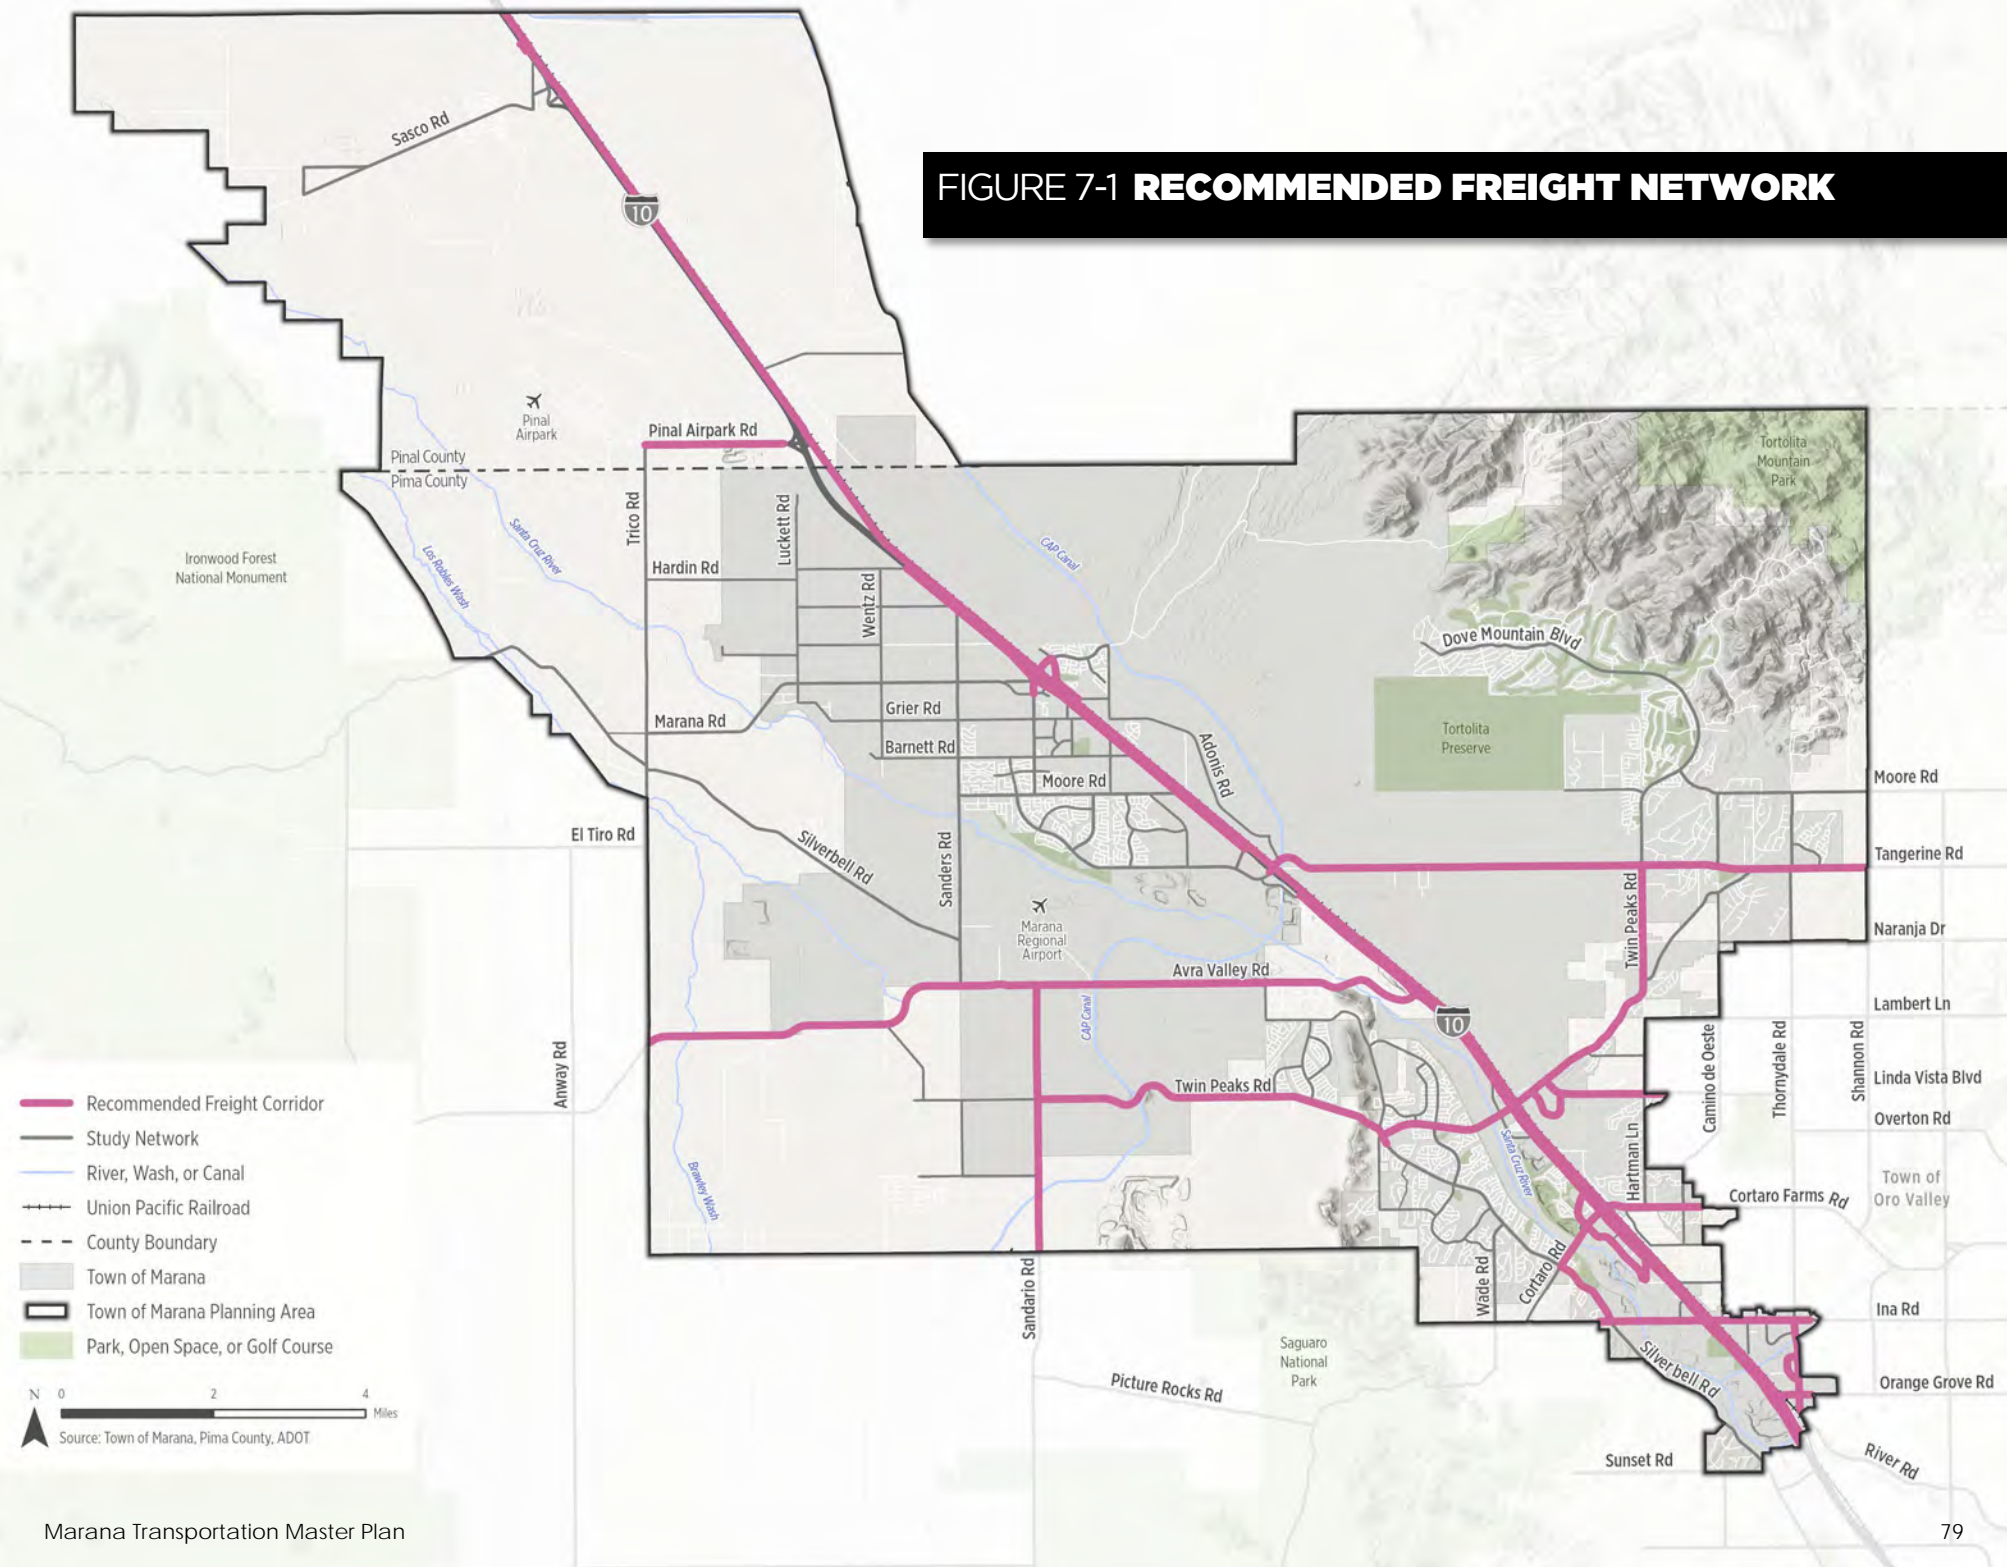 FIGURE 7-1 RECOMMENDED FREIGHT NETWORK
Sasco Rd
10
Pinal
Airpark
Pinal Airpark Rd
Pinal County
Pima County
Tortolita
Mountain
Park
Trico Rd
Luckett Rd
Santa Cruz River
Los Robles Wash
CAP Canal
Ironwood Forest
National Monument
Hardin Rd
Wentz Rd
Dove Mountain Blvd
Marana Rd
Grier Rd
Barnett Rd
Moore Rd
Adonis Rd
Tortolita
Preserve
Moore Rd
El Tiro Rd
Silverbell Rd
Sanders Rd
Tangerine Rd
Marana
Regional
Airport
Twin Peaks Rd
Naranja Dr
Avra Valley Rd
CAP Canal
10
Lambert Ln
Anway Rd
Camino de Oeste
Thornydale Rd
Shannon Rd
Twin Peaks Rd
Linda Vista Blvd
Overton Rd
Brawley Wash
Santa Cruz River
Hartman Ln
Town of
Oro Valley
Cortaro Farms Rd
Sandario Rd
Wade Rd
Cortaro Rd
Ina Rd
Saguaro
National
Park
Silverbell Rd
Picture Rocks Rd
Orange Grove Rd
Sunset Rd
River Rd
Recommended Freight Corridor
Study Network
River, Wash, or Canal
Union Pacific Railroad
County Boundary
Town of Marana
Town of Marana Planning Area
Park, Open Space, or Golf Course
N 0 2 4
Miles
Source: Town of Marana, Pima County, ADOT
Marana Transportation Master Plan
79